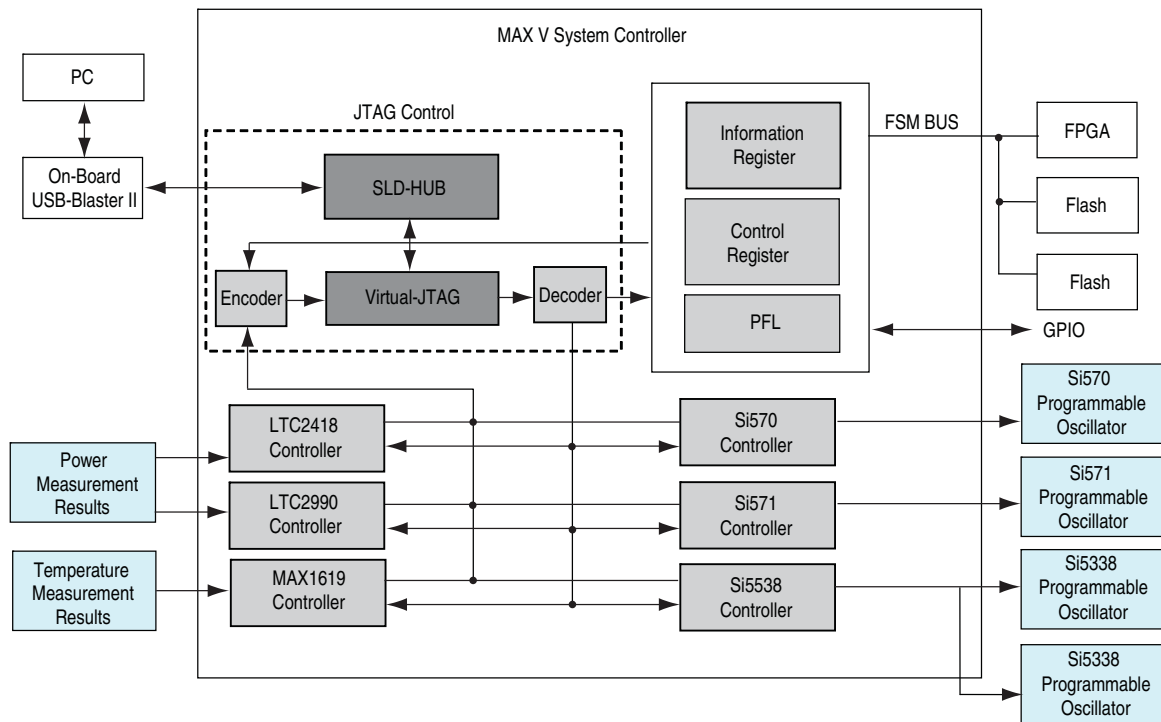 MAX V System Controller
PC
On-Board
USB-Blaster II
JTAG Control
SLD-HUB
Encoder
Virtual-JTAG
Decoder
Information
Register
Control
Register
PFL
FSM BUS
FPGA
Flash
Flash
GPIO
Power
Measurement
Results
Temperature
Measurement
Results
LTC2418
Controller
LTC2990
Controller
MAX1619
Controller
Si570
Controller
Si571
Controller
Si5538
Controller
Si570
Programmable
Oscillator
Si571
Programmable
Oscillator
Si5338
Programmable
Oscillator
Si5338
Programmable
Oscillator